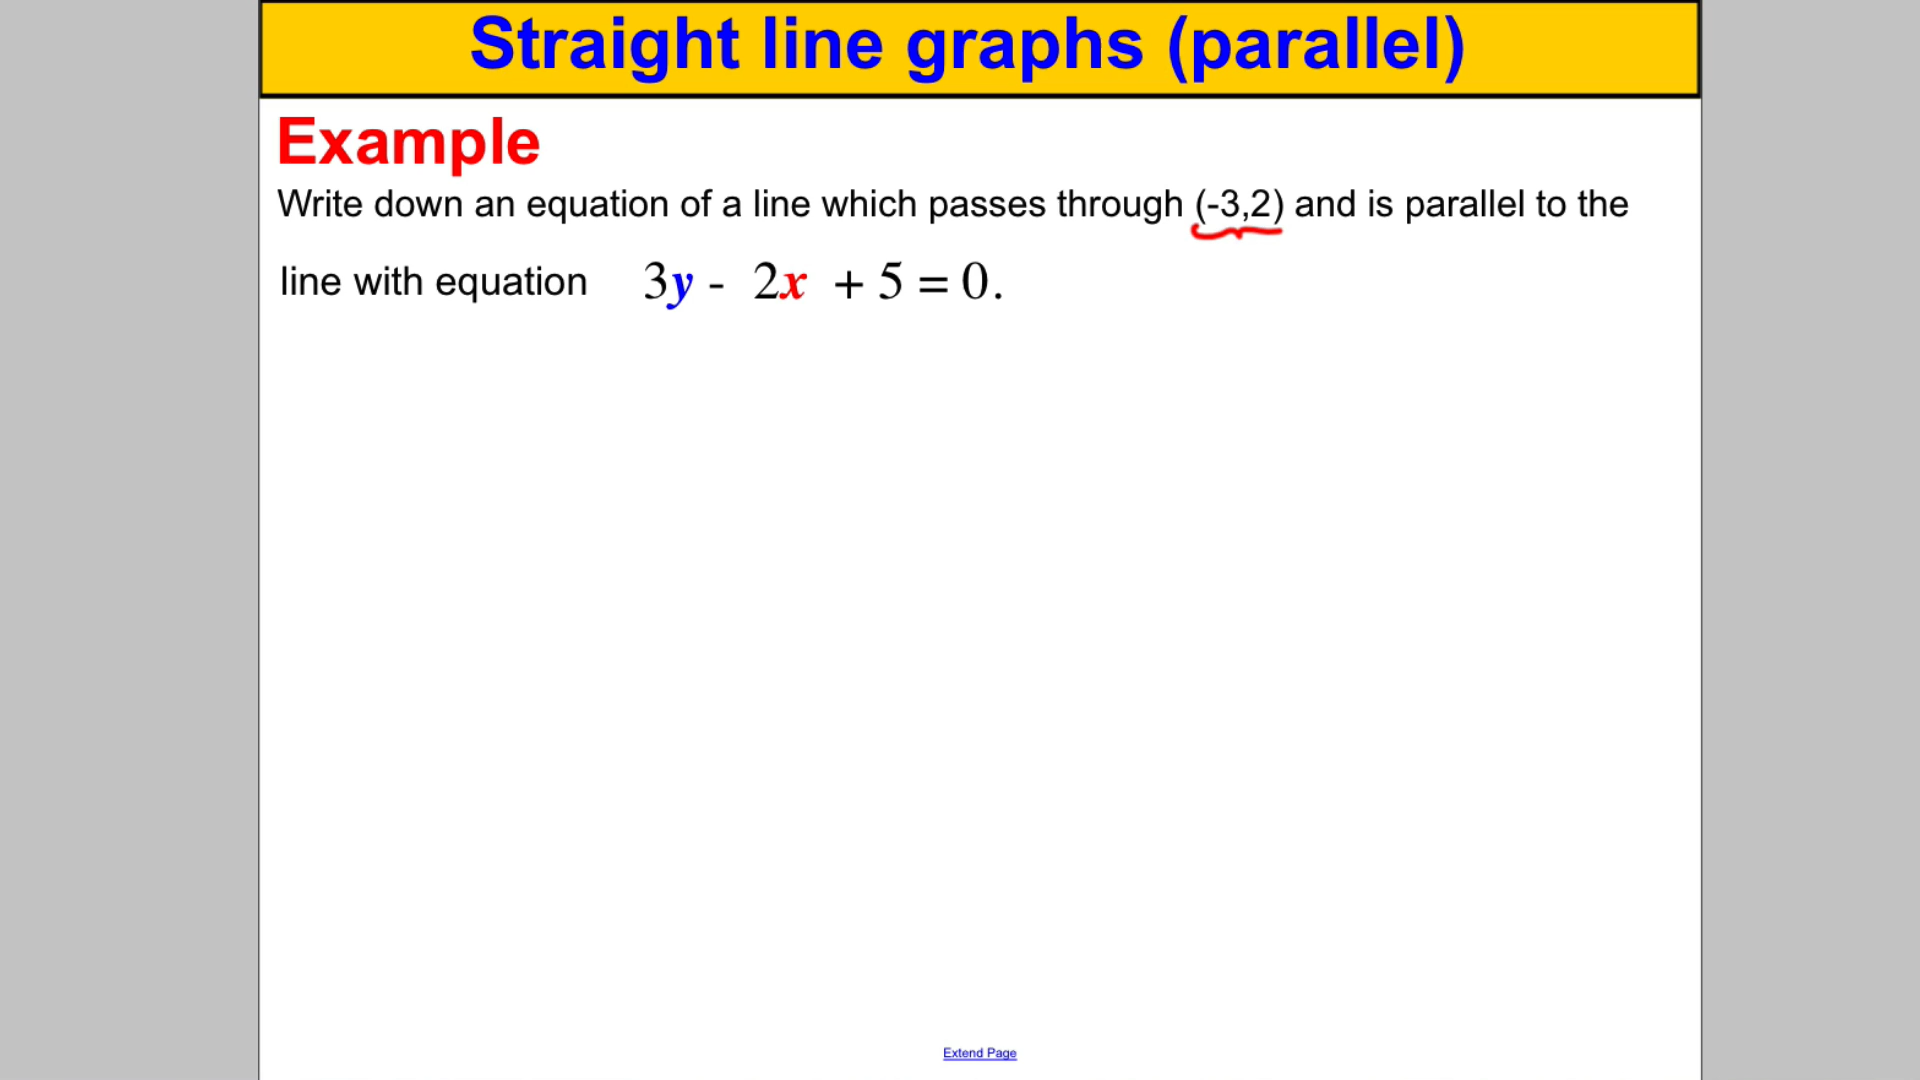 Straight line graphs (parallel)
Example
Write down an equation of a line which passes through (-3,2) and is parallel to the
line with equation 3y - 2x + 5 = 0.
Extend Page